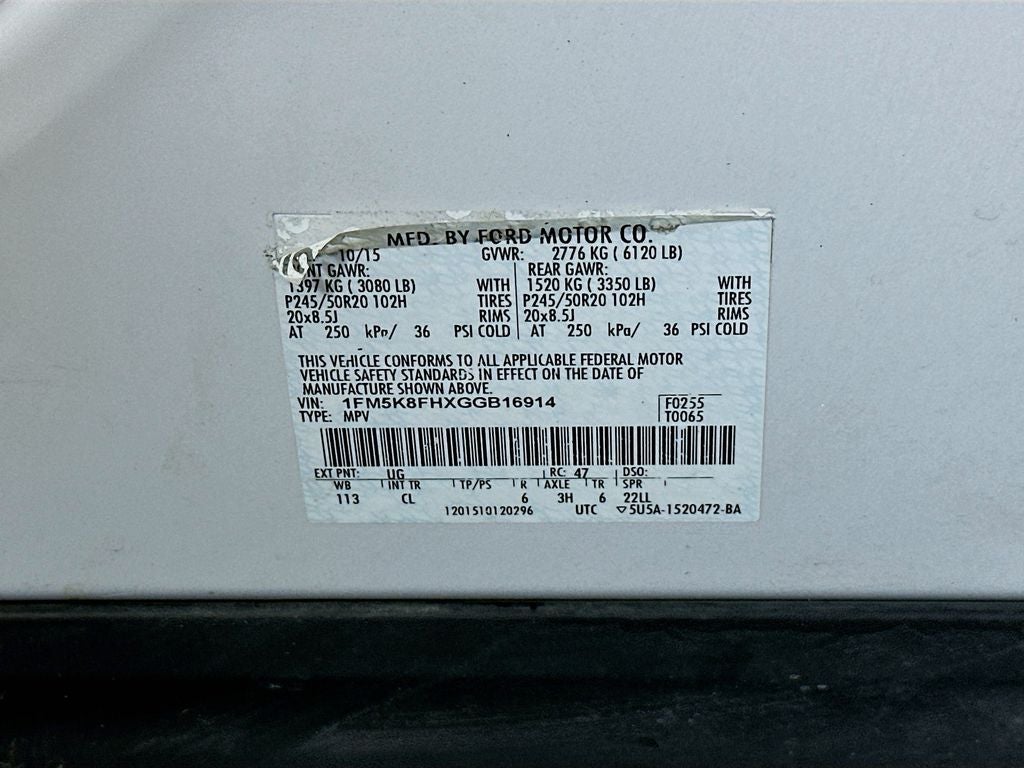 MFD. BY FORD MOTOR CO.
10/15 GVWR: 2776 KG ( 6120 LB)
NT GAWR: REAR GAWR:
1397 KG ( 3080 LB) WITH 1520 KG ( 3350 LB) WITH
P245/50R20 102H TIRES P245/50R20 102H TIRES
20x8.5J RIMS 20x8.5J RIMS
AT 250 kPa/ 36 PSI COLD AT 250 kPa/ 36 PSI COLD
THIS VEHICLE CONFORMS TO ALL APPLICABLE FEDERAL MOTOR
VEHICLE SAFETY STANDARDS IN EFFECT ON THE DATE OF
MANUFACTURE SHOWN ABOVE.
VIN: 1FM5K8FHXGGB16914 F0255
TYPE: MPV T0065
EXT PNT: UG RC: 47 DSO:
WB INT TR TP/PS R AXLE TR SPR
113 CL 6 3H 6 22LL
1201510120296 UTC ▽5U5A-1520472-BA